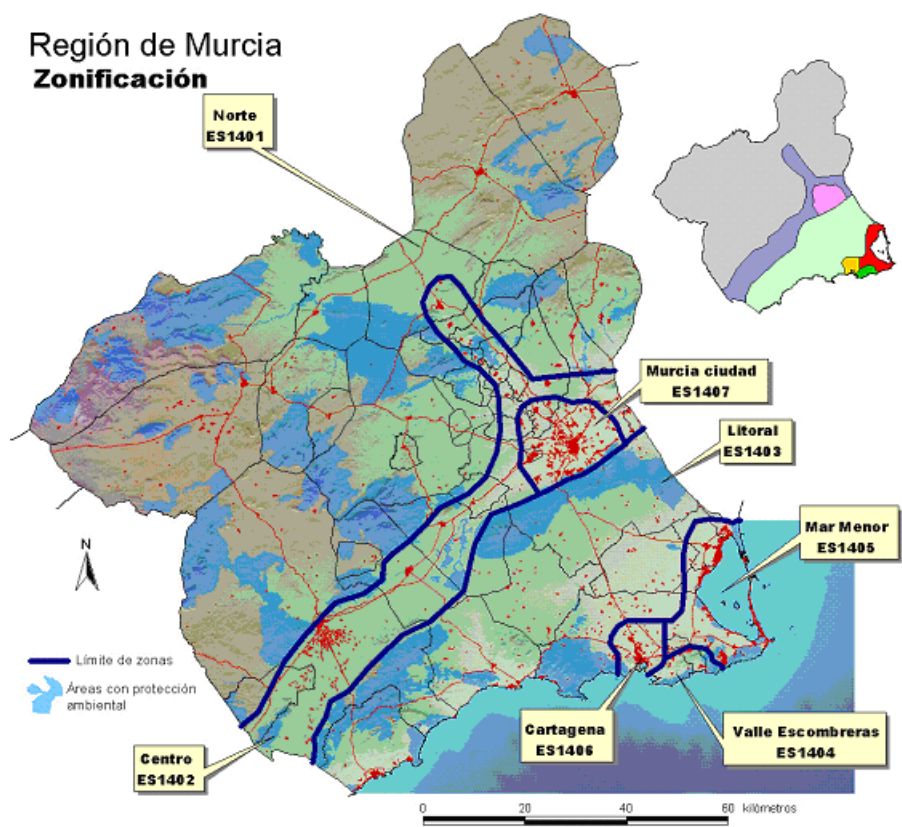 Región de Murcia
Zonificación
Norte
ES1401
Murcia ciudad
ES1407
Litoral
ES1403
Mar Menor
ES1405
N
Límite de zonas
Áreas con protección
ambiental
Cartagena
ES1406
Valle Escombreras
ES1404
Centro
ES1402
0 20 40 60 kilómetros